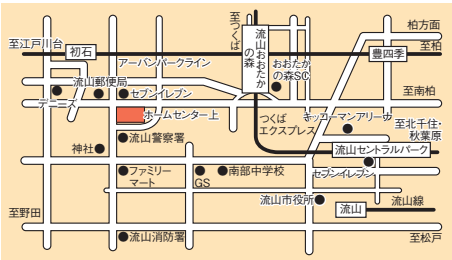 至つくば
柏方面
至江戸川台
初石
流山おおたか
の森
豊四季
至柏
アーバンパークライン
流山郵便局
おおたか
の森SC
デニーズ
セブンイレブン
至南柏
ホームセンター上
つくば
エクスプレス
キッコーマンアリーナ
至北千住・
秋葉原
流山警察署
神社
流山セントラルパーク
ファミリー
マート
GS
南部中学校
セブンイレブン
流山市役所
流山
流山線
至野田
流山消防署
至松戸